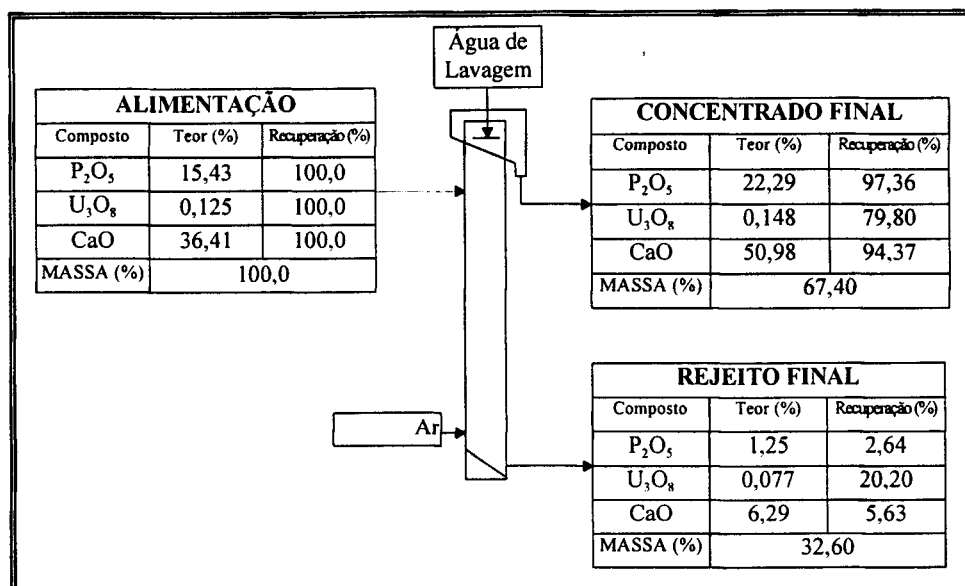 Água de
Lavagem
ALIMENTAÇÃO
Composto Teor (%) Recuperação (%)
P₂O₅ 15,43 100,0
U₃O₈ 0,125 100,0
CaO 36,41 100,0
MASSA (%) 100,0
CONCENTRADO FINAL
Composto Teor (%) Recuperação (%)
P₂O₅ 22,29 97,36
U₃O₈ 0,148 79,80
CaO 50,98 94,37
MASSA (%) 67,40
Ar
REJEITO FINAL
Composto Teor (%) Recuperação (%)
P₂O₅ 1,25 2,64
U₃O₈ 0,077 20,20
CaO 6,29 5,63
MASSA (%) 32,60